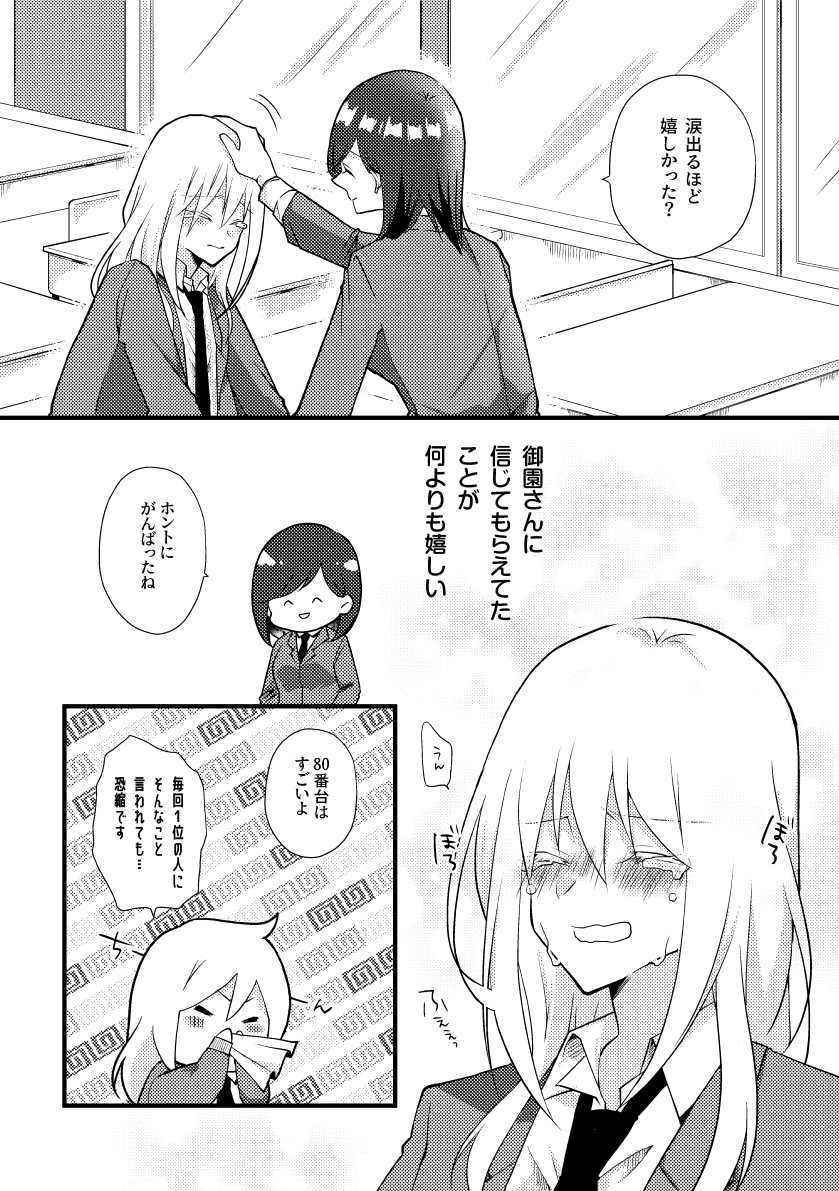 涙出るほど
嬉しかった?
御園さんに
信じてもらえてた
ことが
何よりも嬉しい
ホントに
がんばったね
うん
ぼろ
ぼろ
ふえぇっ
80番台は
すごいよ
毎回1位の人に
そんなこと
言われても…
恐縮です
ちーん